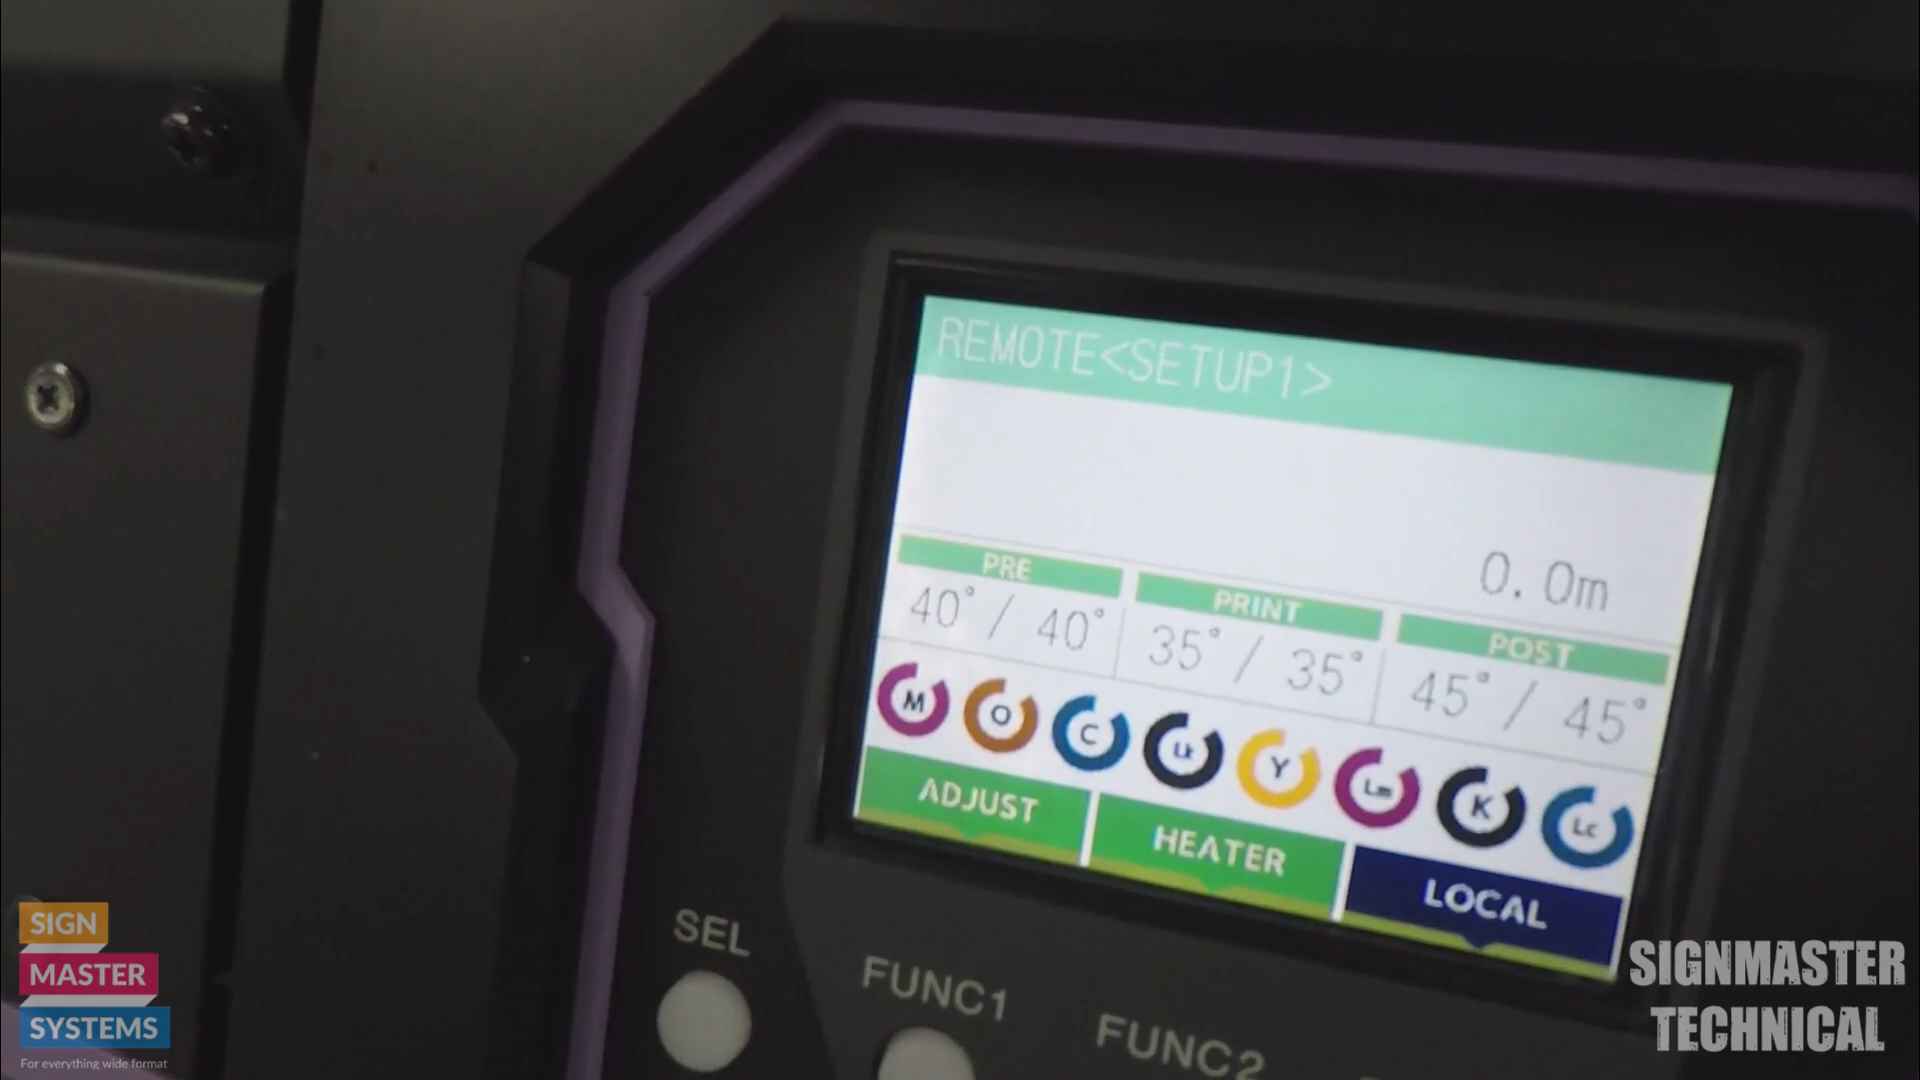 REMOTE<SETUP1>
0.0m
PRE
PRINT
POST
40° / 40°
35° / 35°
45° / 45°
M O C Lk Y Lm K Lc
ADJUST
HEATER
LOCAL
SEL
FUNC1
FUNC2
SIGN
MASTER
SYSTEMS
For everything wide format
SIGNMASTER
TECHNICAL